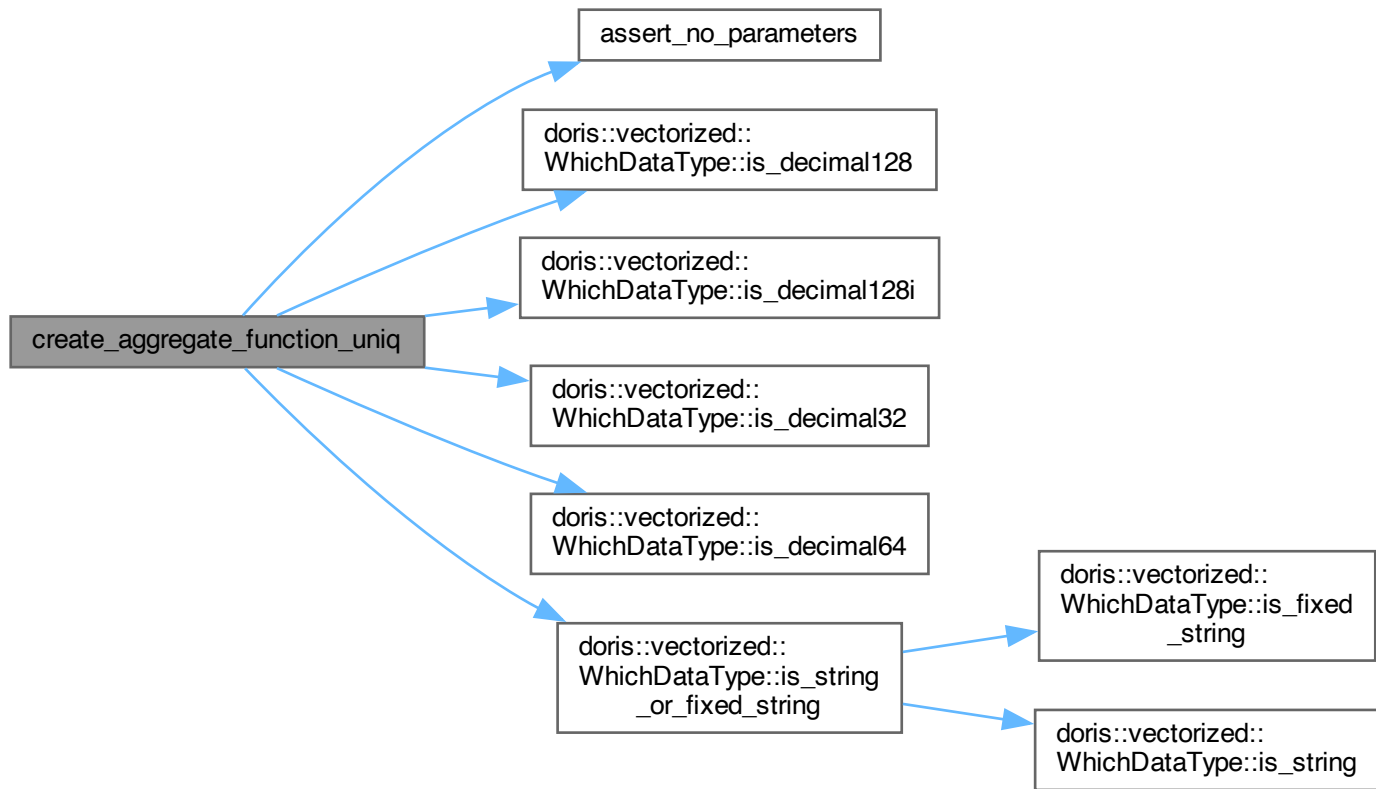 assert_no_parameters
doris::vectorized::
WhichDataType::is_decimal128
doris::vectorized::
WhichDataType::is_decimal128i
create_aggregate_function_uniq
doris::vectorized::
WhichDataType::is_decimal32
doris::vectorized::
WhichDataType::is_decimal64
doris::vectorized::
WhichDataType::is_string
_or_fixed_string
doris::vectorized::
WhichDataType::is_fixed
_string
doris::vectorized::
WhichDataType::is_string